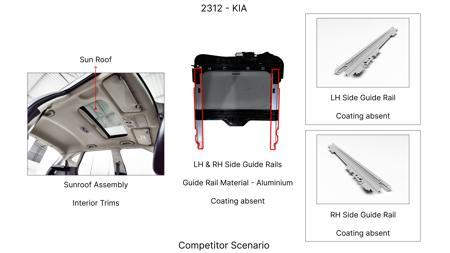 2312 - KIA
Sun Roof
Sunroof Assembly
Interior Trims
LH & RH Side Guide Rails
Guide Rail Material - Aluminium
Coating absent
LH Side Guide Rail
Coating absent
RH Side Guide Rail
Coating absent
Competitor Scenario